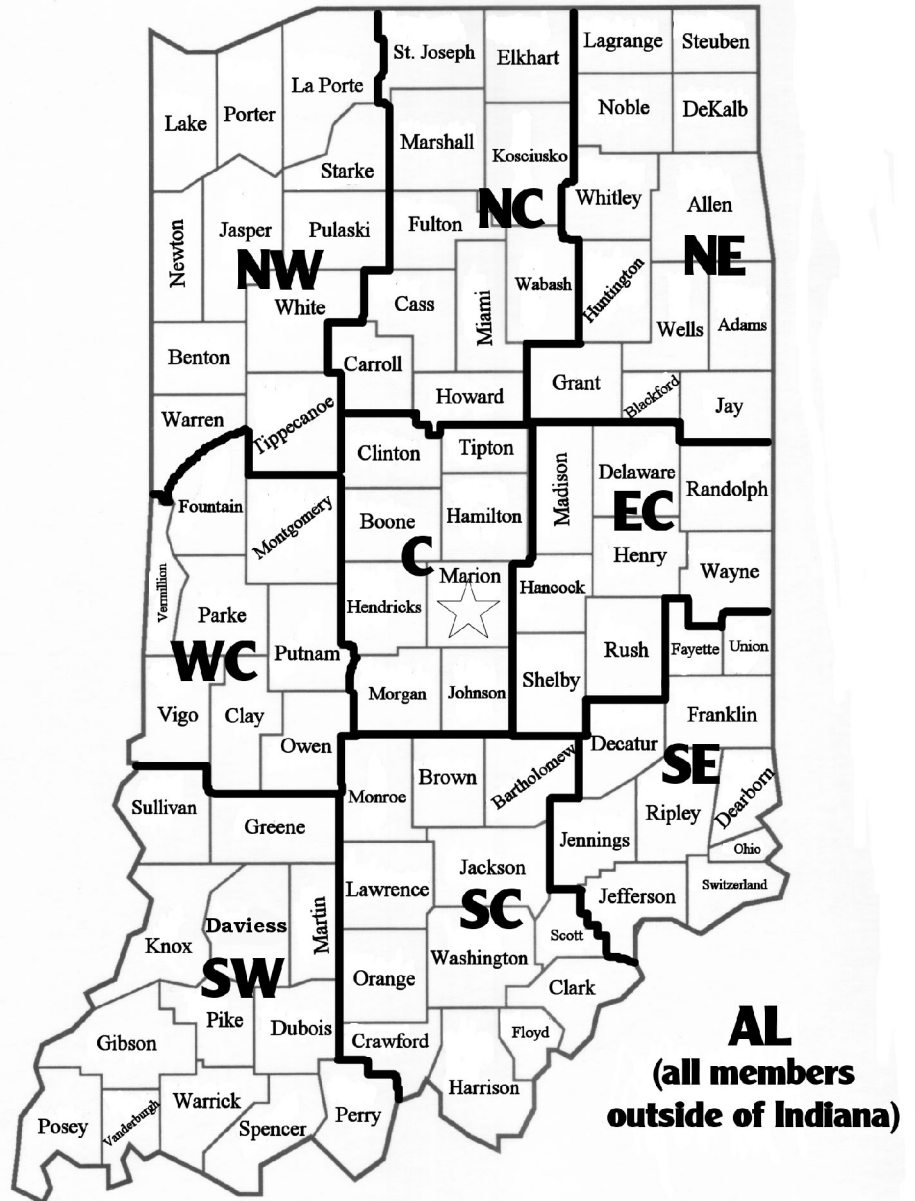 St. Joseph
Elkhart
Lagrange
Steuben
La Porte
Lake
Porter
Noble
DeKalb
Marshall
Kosciusko
Starke
Whitley
Allen
Newton
Jasper
Pulaski
Fulton
NC
NW
NE
White
Cass
Miami
Wabash
Huntington
Wells
Adams
Benton
Carroll
Grant
Blackford
Jay
Howard
Warren
Tippecanoe
Clinton
Tipton
Madison
Delaware
Randolph
Fountain
Montgomery
Boone
Hamilton
EC
C
Henry
Wayne
Vermillion
Parke
Hendricks
Marion
Hancock
WC
Putnam
Rush
Fayette
Union
Morgan
Johnson
Shelby
Vigo
Clay
Owen
Franklin
Decatur
SE
Sullivan
Greene
Monroe
Brown
Bartholomew
Ripley
Dearborn
Jennings
Ohio
Switzerland
Jackson
Lawrence
SC
Jefferson
Daviess
Martin
Knox
SW
Washington
Scott
Orange
Clark
Pike
Dubois
Crawford
Floyd
Gibson
Harrison
Posey
Vanderburgh
Warrick
Spencer
Perry
AL
(all members
outside of Indiana)